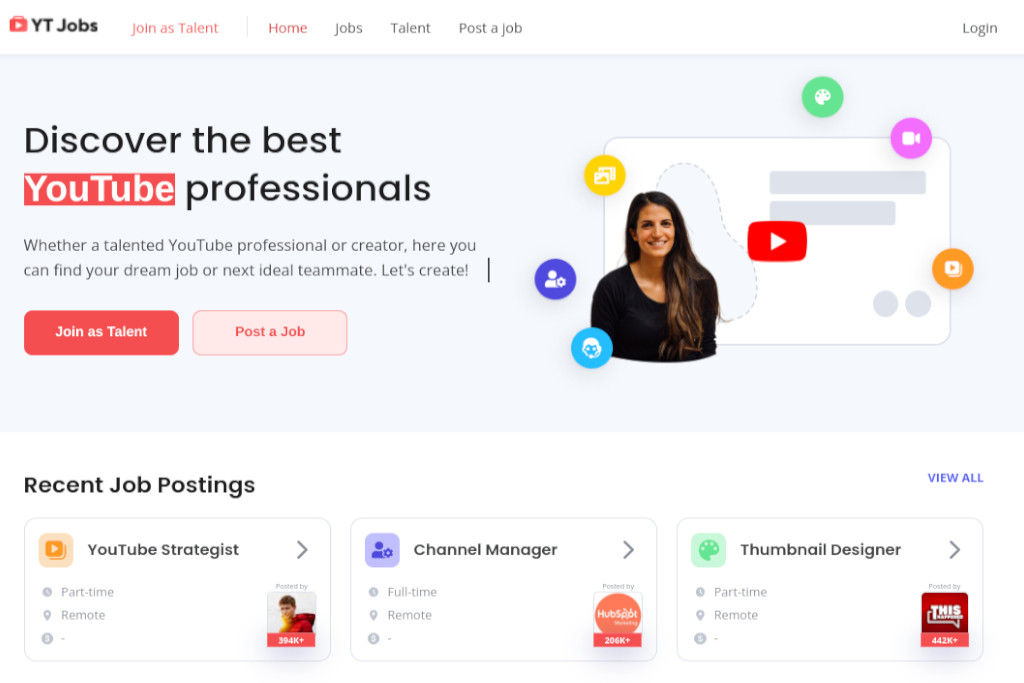 YT Jobs
Join as Talent
Home
Jobs
Talent
Post a job
Login
Discover the best
YouTube professionals
Whether a talented YouTube professional or creator, here you
can find your dream job or next ideal teammate. Let's create!
Join as Talent
Post a Job
Recent Job Postings
VIEW ALL
YouTube Strategist
Part-time
Remote
-
Posted by
394K+
Channel Manager
Full-time
Remote
-
Posted by
HubSpot
Marketing
206K+
Thumbnail Designer
Part-time
Remote
-
Posted by
THIS
HAPPENED
442K+